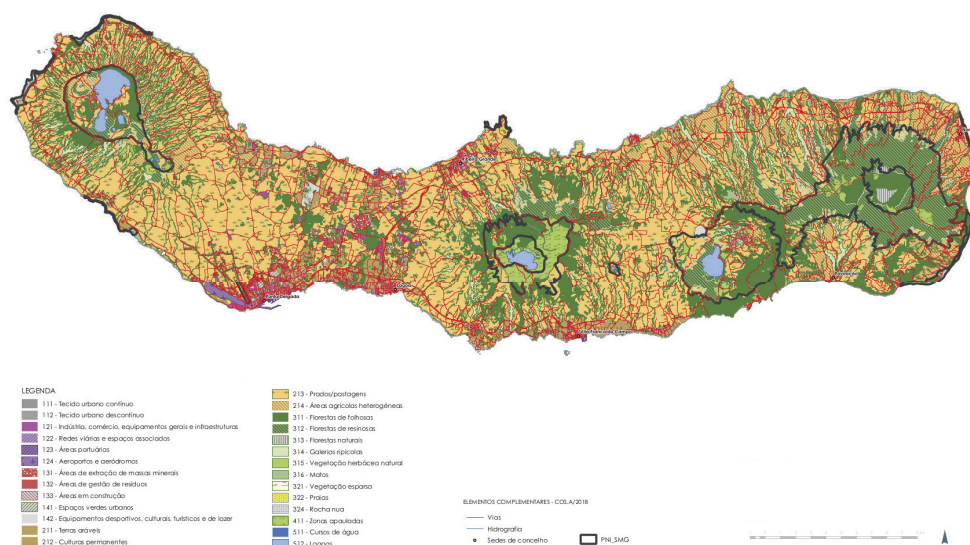 Ribeira Grande
Ponta Delgada
Lagoa
Vila Franca do Campo
Povoação
LEGENDA
111 - Tecido urbano contínuo
112 - Tecido urbano descontínuo
121 - Indústria, comércio, equipamentos gerais e infraestruturas
122 - Redes viárias e espaços associados
123 - Áreas portuários
124 - Aeroportos e aeródromos
131 - Áreas de extração de massas minerais
132 - Áreas de gestão de resíduos
133 - Áreas em construção
141 - Espaços verdes urbanos
142 - Equipamentos desportivos, culturais, turísticos e de lazer
211 - Terras aráveis
212 - Culturas permanentes
213 - Prados/pastagens
214 - Áreas agrícolas heterogéneas
311 - Florestas de folhosas
312 - Florestas de resinosas
313 - Florestas naturais
314 - Galerias ripícolas
315 - Vegetação herbácea natural
316 - Matos
321 - Vegetação esparsa
322 - Praias
324 - Rocha nua
411 - Zonas apauladas
511 - Cursos de água
512 - Lagoas
ELEMENTOS COMPLEMENTARES - COS.A/2018
Vias
Hidrografia
Sedes de concelho
PNI_SMG